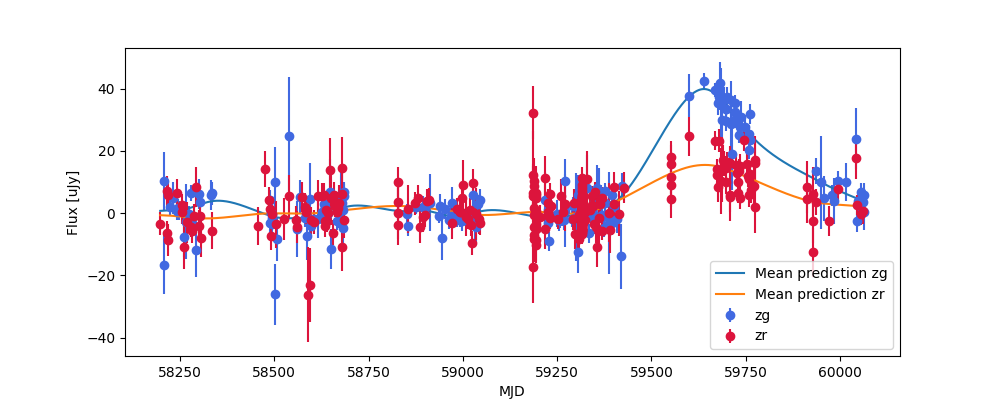 40
20
0
−20
−40
Flux [uJy]
58250
58500
58750
59000
59250
59500
59750
60000
MJD
Mean prediction zg
Mean prediction zr
zg
zr